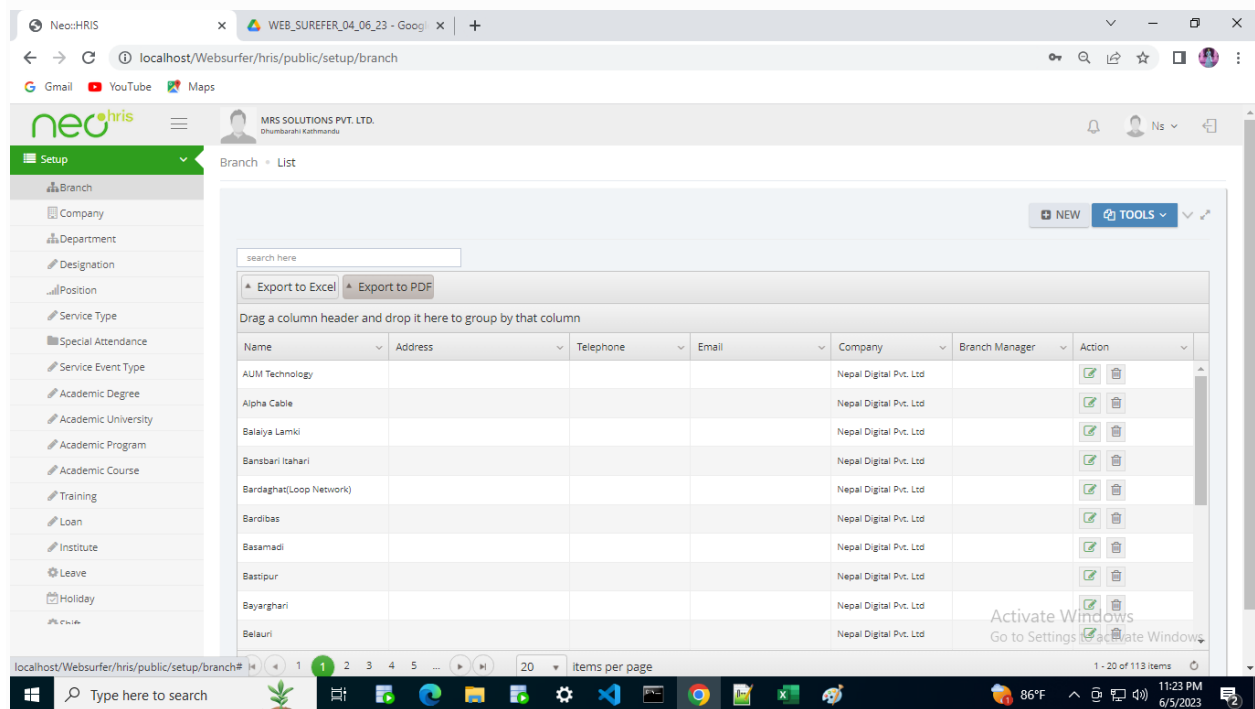 Neo::HRIS
WEB_SUREFER_04_06_23 - Googl
localhost/Websurfer/hris/public/setup/branch
Gmail YouTube Maps
neo hris
MRS SOLUTIONS PVT. LTD.
Dhumbarahi Kathmandu
Ns
Setup
Branch List
Branch
Company
Department
Designation
Position
Service Type
Special Attendance
Service Event Type
Academic Degree
Academic University
Academic Program
Academic Course
Training
Loan
Institute
Leave
Holiday
Shift
NEW TOOLS
search here
Export to Excel Export to PDF
Drag a column header and drop it here to group by that column
Name Address Telephone Email Company Branch Manager Action
AUM Technology Nepal Digital Pvt. Ltd
Alpha Cable Nepal Digital Pvt. Ltd
Balaiya Lamki Nepal Digital Pvt. Ltd
Bansbari Itahari Nepal Digital Pvt. Ltd
Bardaghat(Loop Network) Nepal Digital Pvt. Ltd
Bardibas Nepal Digital Pvt. Ltd
Basamadi Nepal Digital Pvt. Ltd
Bastipur Nepal Digital Pvt. Ltd
Bayarghari Nepal Digital Pvt. Ltd
Belauri Nepal Digital Pvt. Ltd
Activate Windows
Go to Settings to activate Windows.
localhost/Websurfer/hris/public/setup/branch#
1 1 2 3 4 5 ... 20 items per page 1 - 20 of 113 items
Type here to search
86°F
11:23 PM
6/5/2023
2